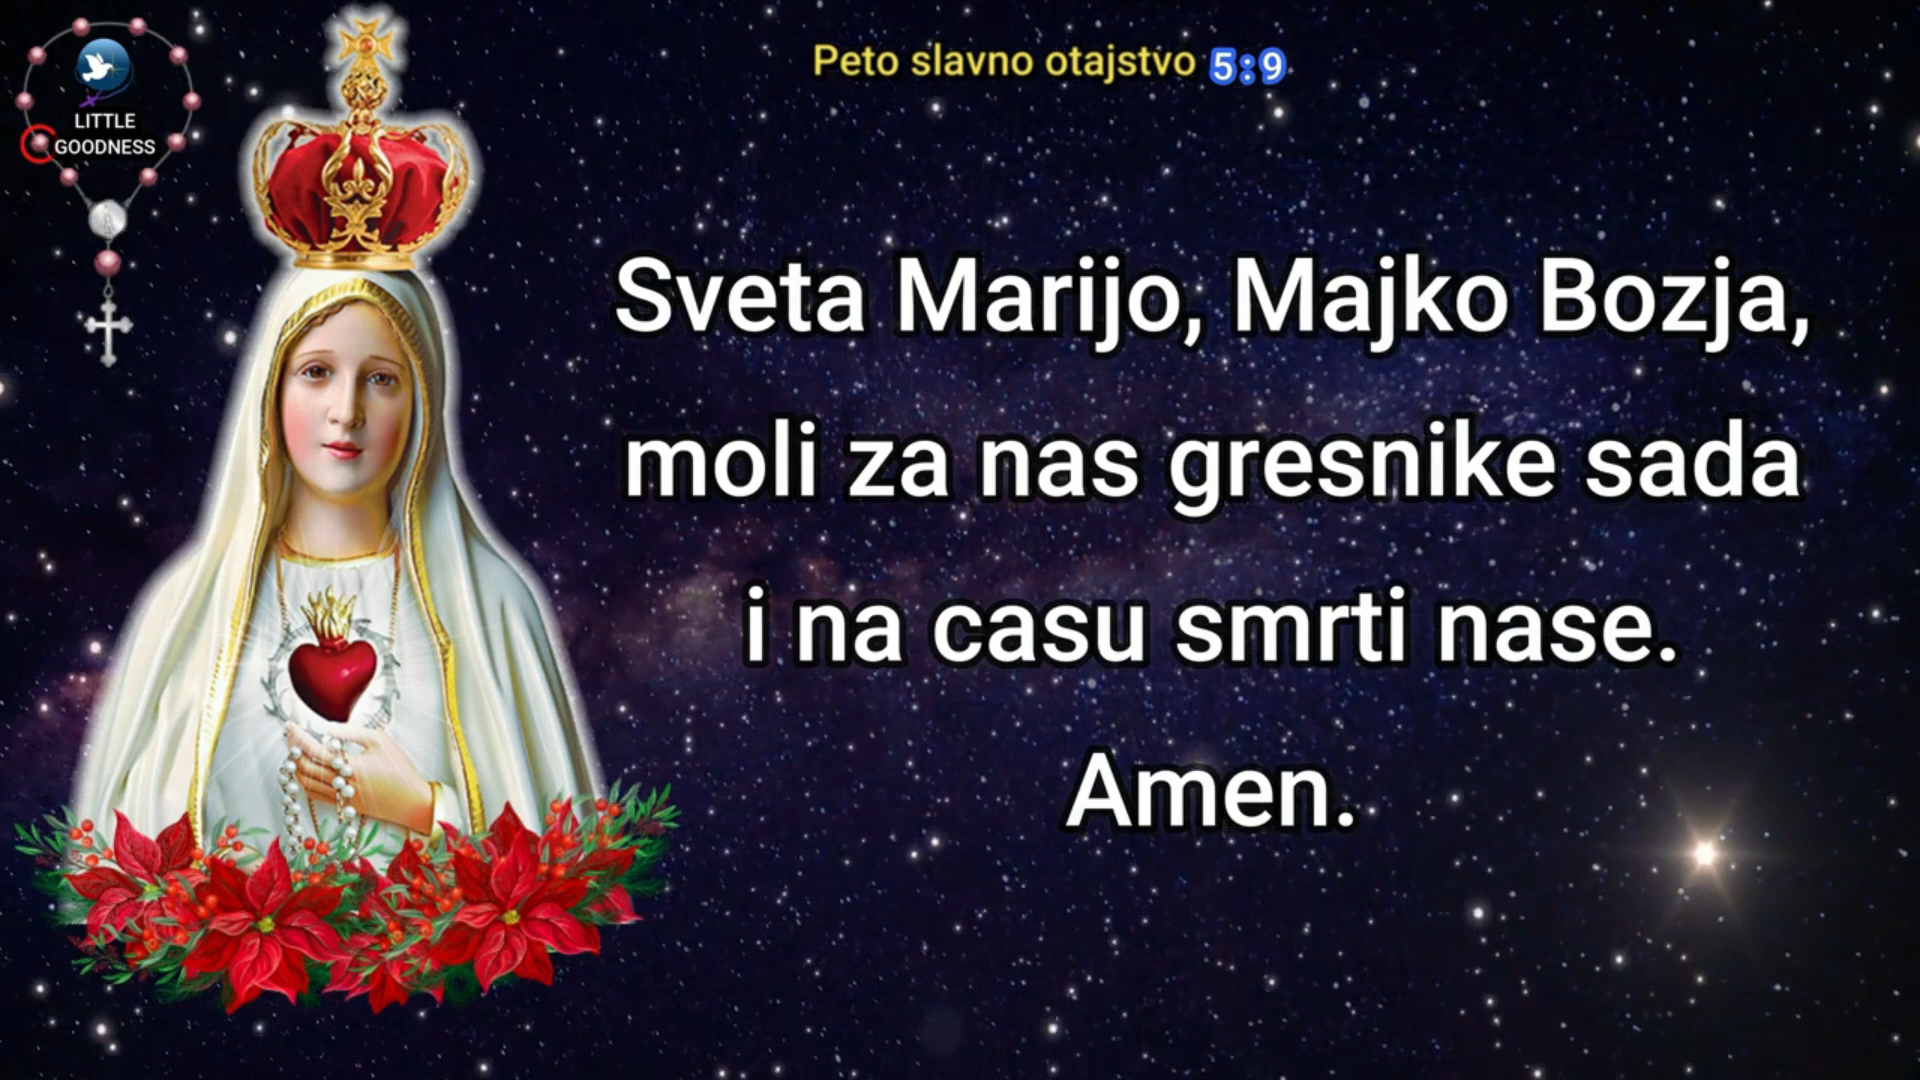 LITTLE
GOODNESS
Peto slavno otajstvo 5:9
Sveta Marijo, Majko Bozja,
moli za nas gresnike sada
i na casu smrti nase.
Amen.